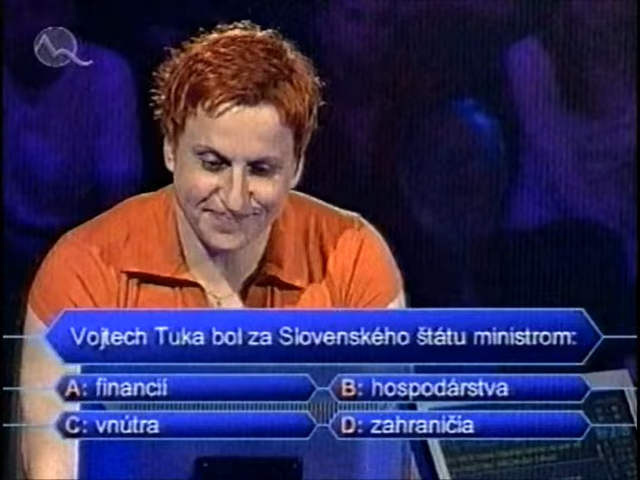 Vojtech Tuka bol za Slovenského štátu ministrom:
A: financií
B: hospodárstva
C: vnútra
D: zahraničia